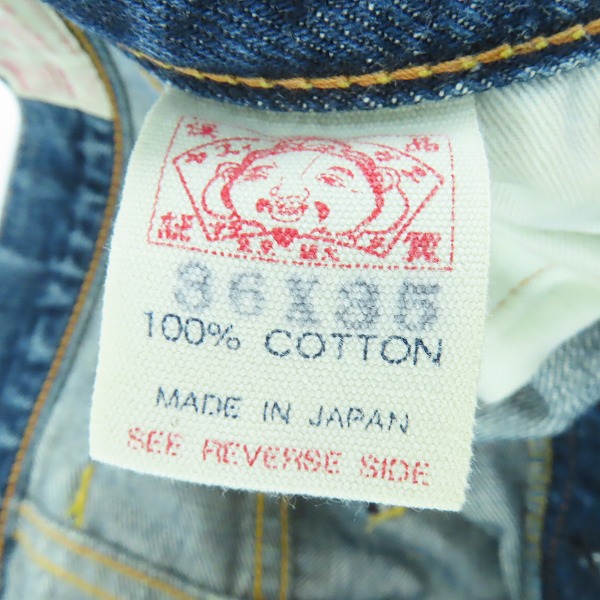 36X35
100% COTTON
MADE IN JAPAN
SEE REVERSE SIDE